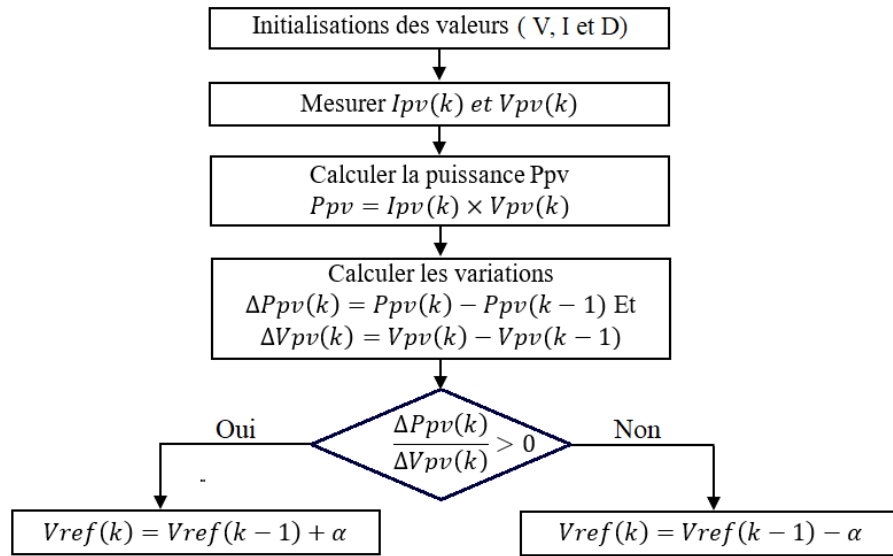 Initialisations des valeurs ( V, I et D)
Mesurer Ipv(k) et Vpv(k)
Calculer la puissance Ppv
Ppv = Ipv(k) × Vpv(k)
Calculer les variations
ΔPpv(k) = Ppv(k) − Ppv(k − 1) Et
ΔVpv(k) = Vpv(k) − Vpv(k − 1)
Oui
ΔPpv(k)
ΔVpv(k)
> 0
Non
Vref(k) = Vref(k − 1) + α
Vref(k) = Vref(k − 1) − α